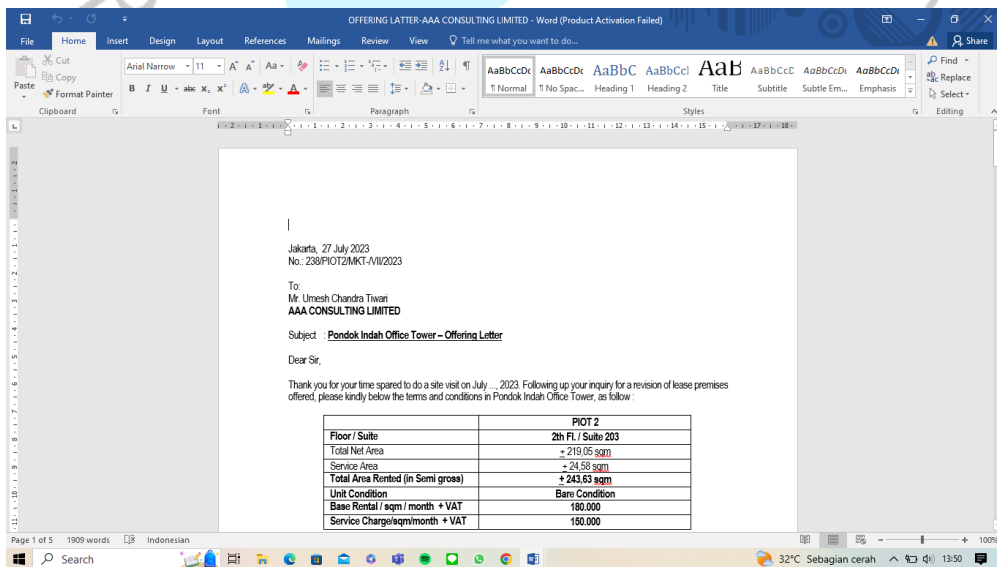 OFFERING LATTER-AAA CONSULTING LIMITED - Word (Product Activation Failed)
File Home Insert Design Layout References Mailings Review View Tell me what you want to do... Share
Cut
Copy
Format Painter
Paste
Clipboard
Arial Narrow 11
Font
Paragraph
AaBbCcDc AaBbCcDc AaBbC AaBbCcI AaB AaBbCcC AaBbCcDc AaBbCcDc
¶ Normal ¶ No Spac... Heading 1 Heading 2 Title Subtitle Subtle Em... Emphasis
Styles
Find
Replace
Select
Editing
Jakarta, 27 July 2023
No.: 238/PIOT2/MKT-/VII/2023
To:
Mr. Umesh Chandra Tiwari
AAA CONSULTING LIMITED
Subject : Pondok Indah Office Tower – Offering Letter
Dear Sir,
Thank you for your time spared to do a site visit on July ..., 2023. Following up your inquiry for a revision of lease premises
offered, please kindly below the terms and conditions in Pondok Indah Office Tower, as follow :
PIOT 2
Floor / Suite 2th Fl. / Suite 203
Total Net Area + 219,05 sqm
Service Area + 24,58 sqm
Total Area Rented (in Semi gross) + 243,63 sqm
Unit Condition Bare Condition
Base Rental / sqm / month + VAT 180.000
Service Charge/sqm/month + VAT 150.000
Page 1 of 5 1909 words Indonesian 100%
Search 32°C Sebagian cerah 13:50